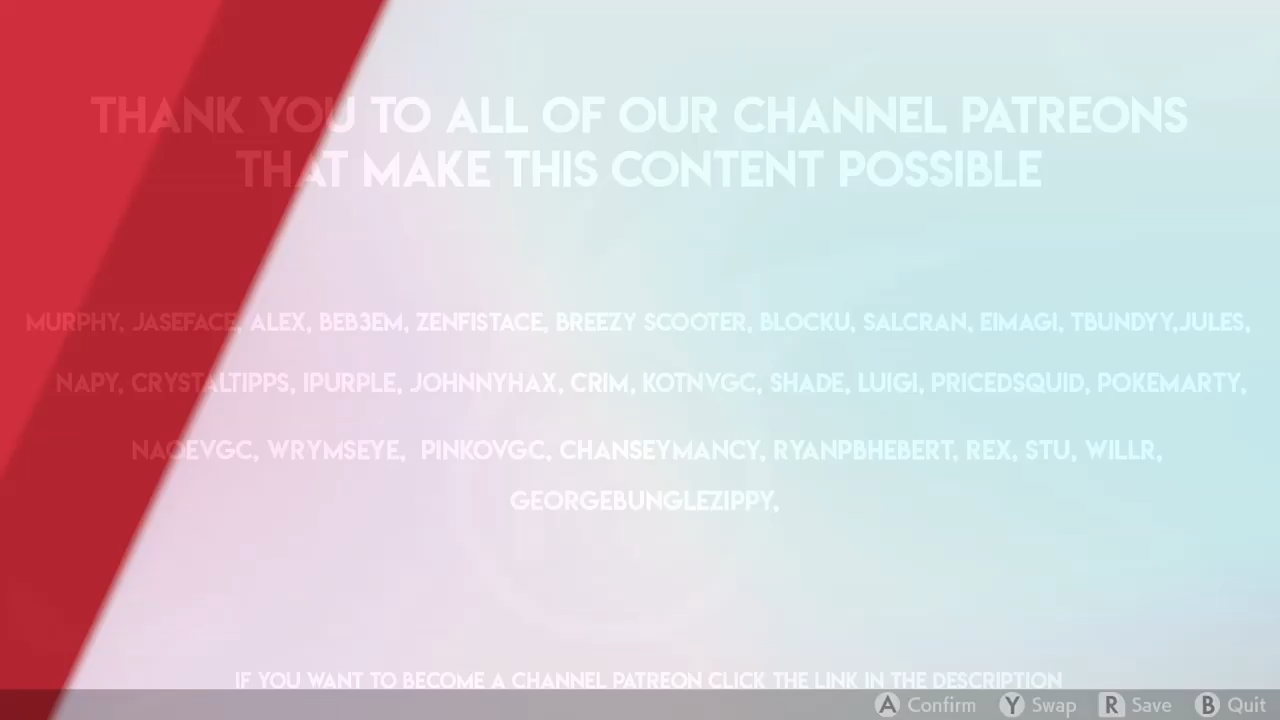 THANK YOU TO ALL OF OUR CHANNEL PATREONS
THAT MAKE THIS CONTENT POSSIBLE
MURPHY, JASEFACE, ALEX, BEB3EM, ZENFISTACE, BREEZY SCOOTER, BLOCKU, SALCRAN, EIMAGI, TBUNDYY,JULES,
NAPY, CRYSTALTIPPS, IPURPLE, JOHNNYHAX, CRIM, KOTNVGC, SHADE, LUIGI, PRICEDSQUID, POKEMARTY,
NAOEVGC, WRYMSEYE, PINKOVGC, CHANSEYMANCY, RYANPBHEBERT, REX, STU, WILLR,
GEORGEBUNGLEZIPPY,
IF YOU WANT TO BECOME A CHANNEL PATREON CLICK THE LINK IN THE DESCRIPTION
A Confirm Y Swap R Save B Quit